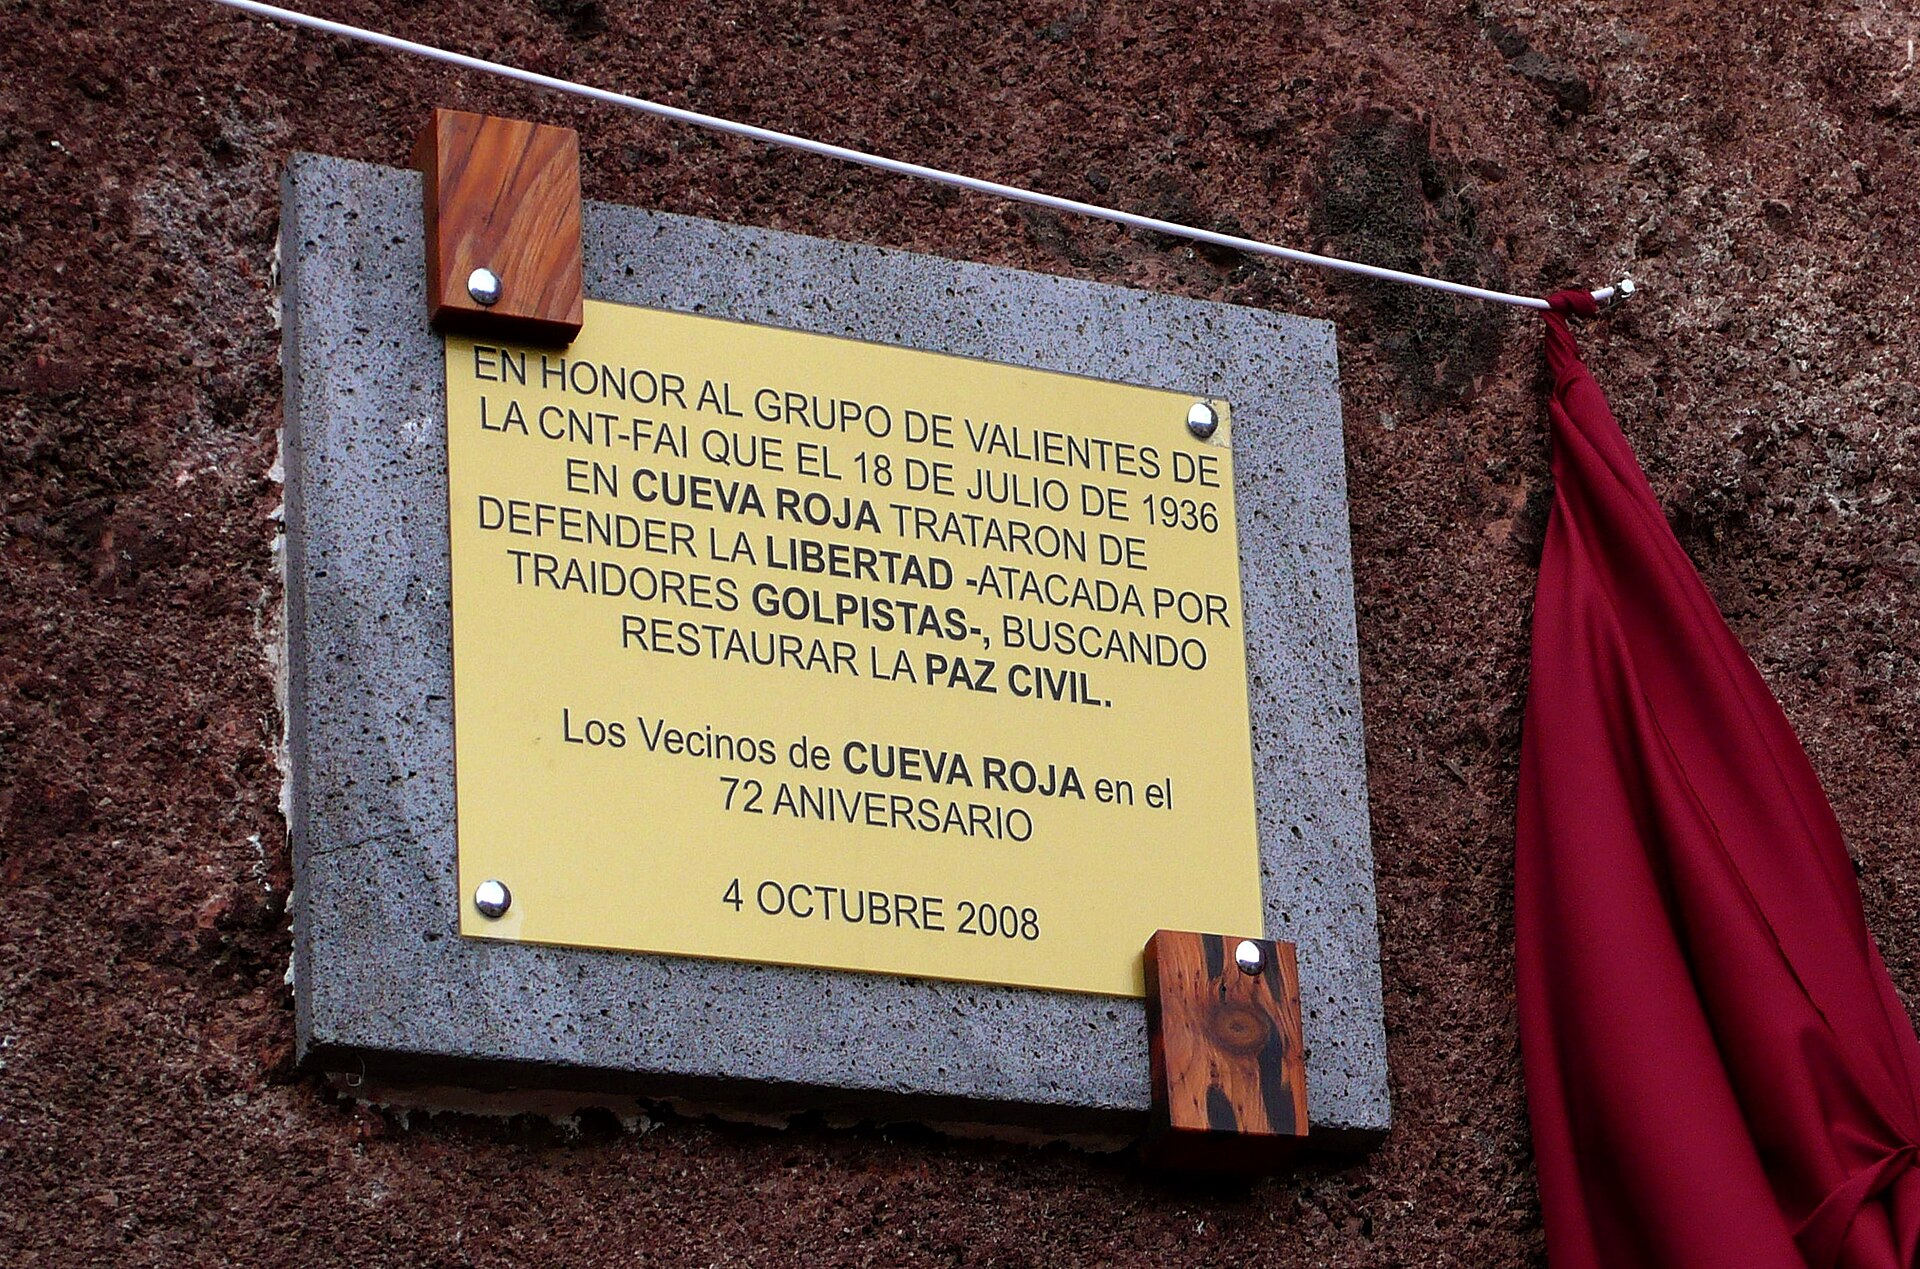 EN HONOR AL GRUPO DE VALIENTES DE
LA CNT-FAI QUE EL 18 DE JULIO DE 1936
EN CUEVA ROJA TRATARON DE
DEFENDER LA LIBERTAD -ATACADA POR
TRAIDORES GOLPISTAS-, BUSCANDO
RESTAURAR LA PAZ CIVIL.
Los Vecinos de CUEVA ROJA en el
72 ANIVERSARIO
4 OCTUBRE 2008